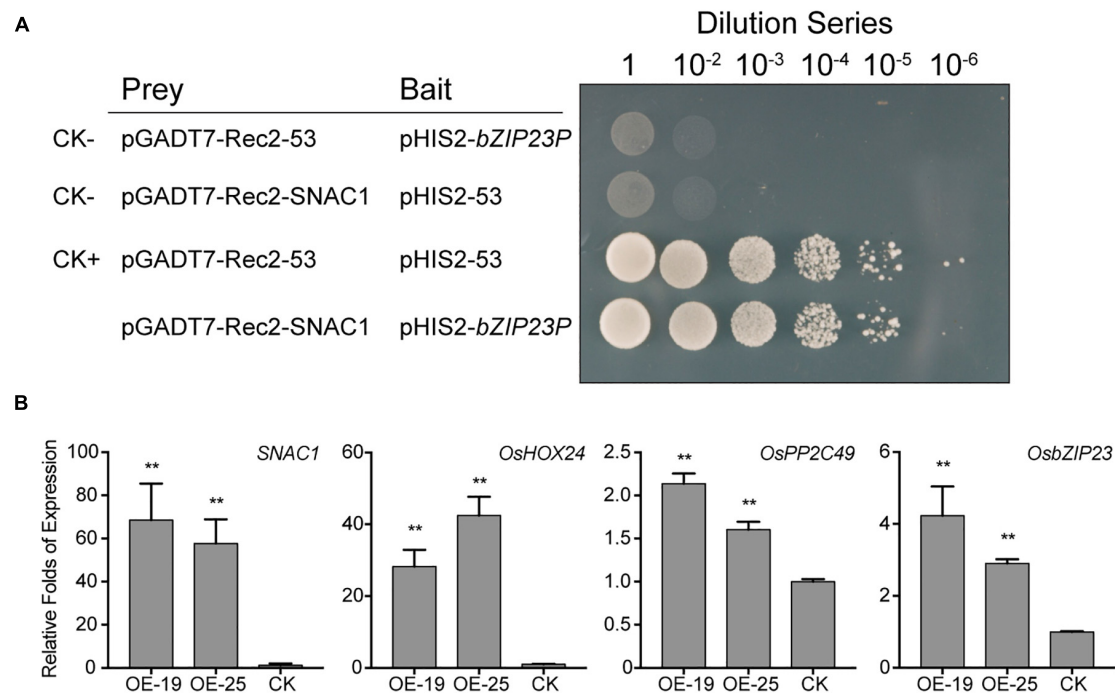 A
Dilution Series
1 10-2 10-3 10-4 10-5 10-6
Prey Bait
CK- pGADT7-Rec2-53 pHIS2-bZIP23P
CK- pGADT7-Rec2-SNAC1 pHIS2-53
CK+ pGADT7-Rec2-53 pHIS2-53
pGADT7-Rec2-SNAC1 pHIS2-bZIP23P
B
Relative Folds of Expression
SNAC1
100
80
60
40
20
0
** **
OE-19 OE-25 CK
OsHOX24
60
40
20
0
** **
OE-19 OE-25 CK
OsPP2C49
2.5
2.0
1.5
1.0
0.5
0
** **
OE-19 OE-25 CK
OsbZIP23
6
4
2
0
** **
OE-19 OE-25 CK